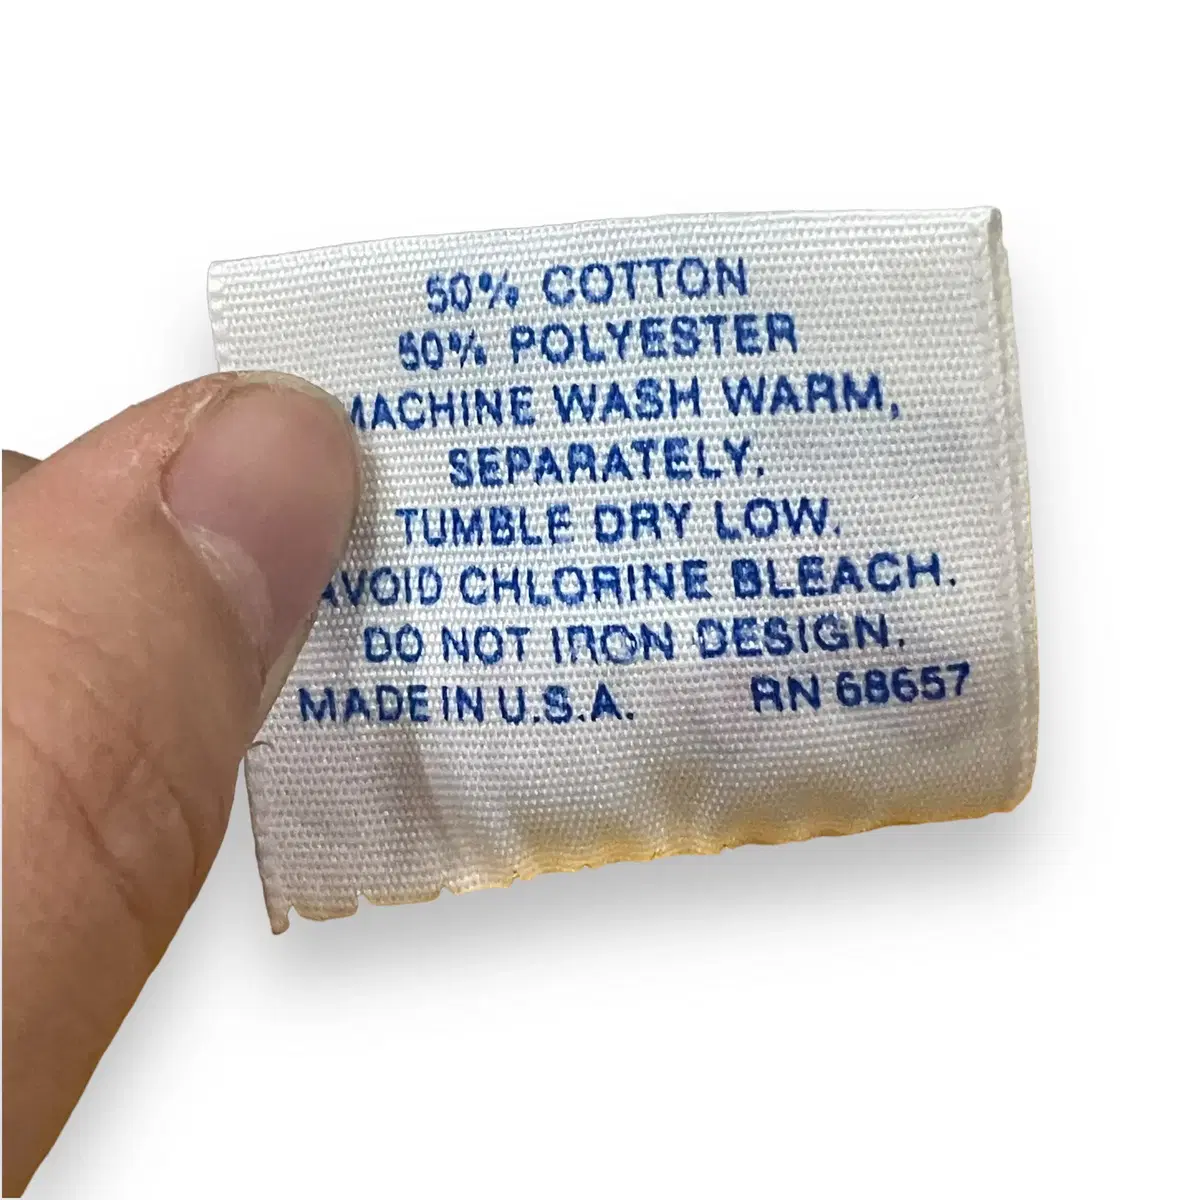 50% COTTON
50% POLYESTER
MACHINE WASH WARM,
SEPARATELY.
TUMBLE DRY LOW.
AVOID CHLORINE BLEACH.
DO NOT IRON DESIGN.
MADE IN U.S.A. RN 68657